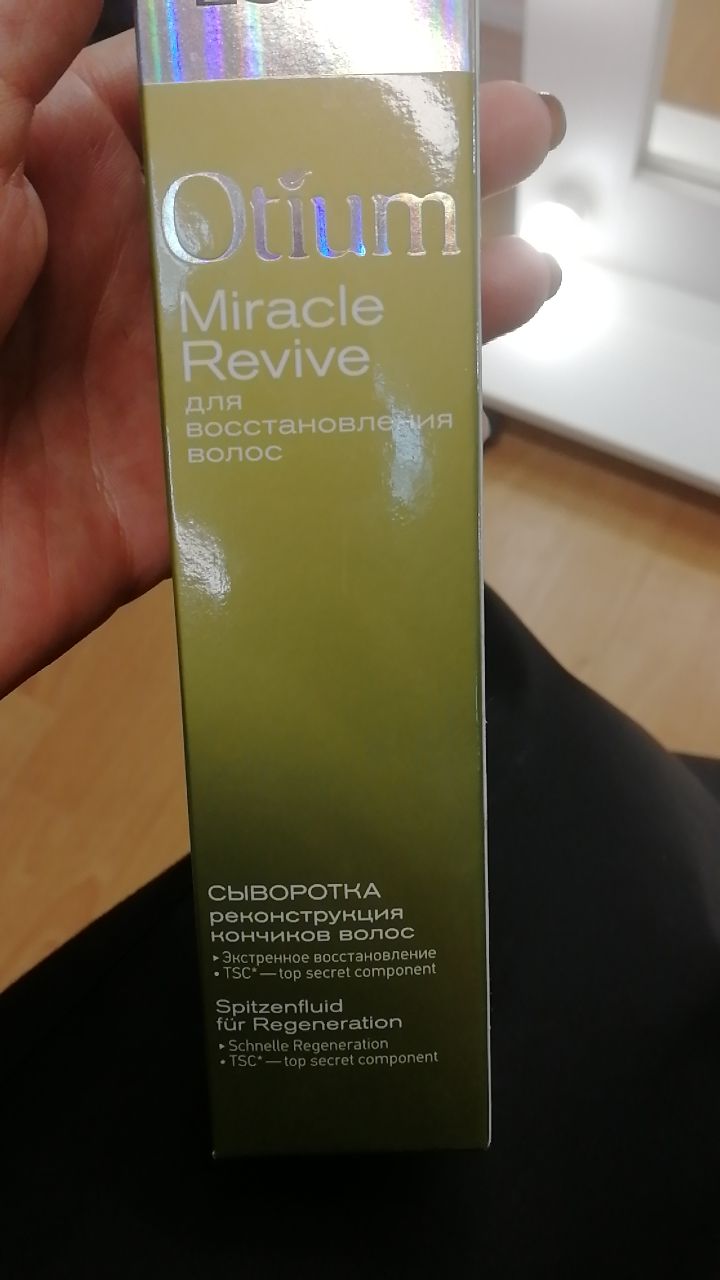 Otium
Miracle
Revive
для
восстановления
волос
СЫВОРОТКА
реконструкция
кончиков волос
▸ Экстренное восстановление
• TSC* — top secret component
Spitzenfluid
für Regeneration
▸ Schnelle Regeneration
• TSC* — top secret component